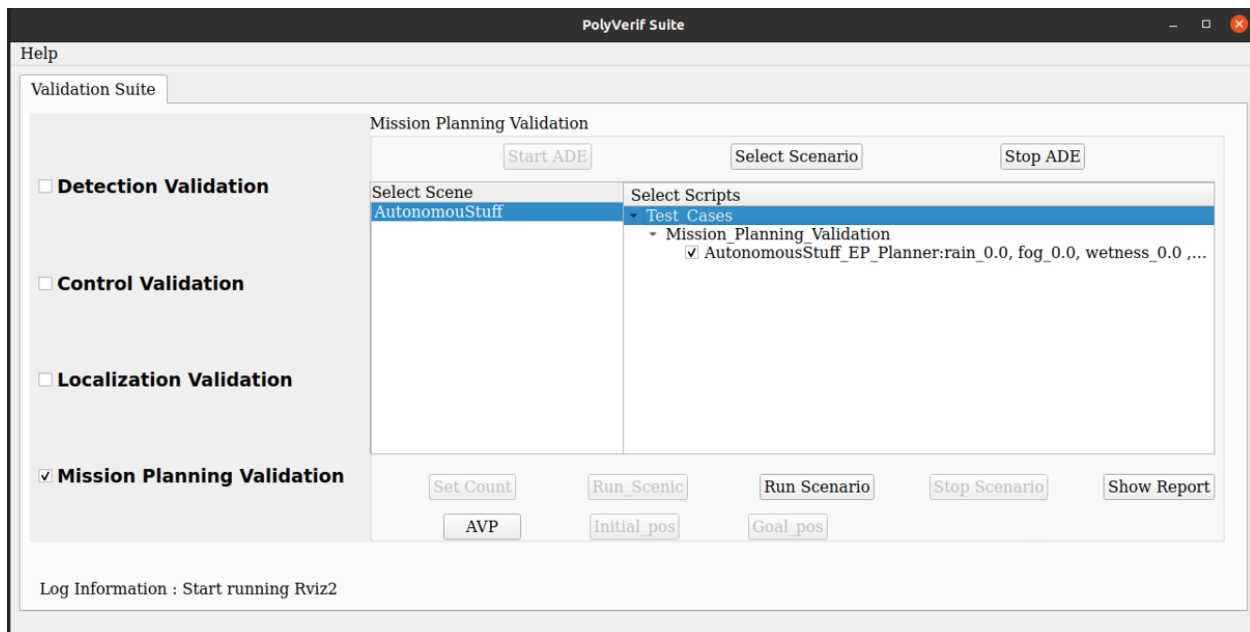 PolyVerif Suite
Help
Validation Suite
Mission Planning Validation
Start ADE Select Scenario Stop ADE
Detection Validation
Control Validation
Localization Validation
Mission Planning Validation
Select Scene
AutonomouStuff
Select Scripts
Test_Cases
Mission_Planning_Validation
AutonomousStuff_EP_Planner:rain_0.0, fog_0.0, wetness_0.0 ,...
Set Count Run_Scenic Run Scenario Stop Scenario Show Report
AVP Initial_pos Goal_pos
Log Information : Start running Rviz2